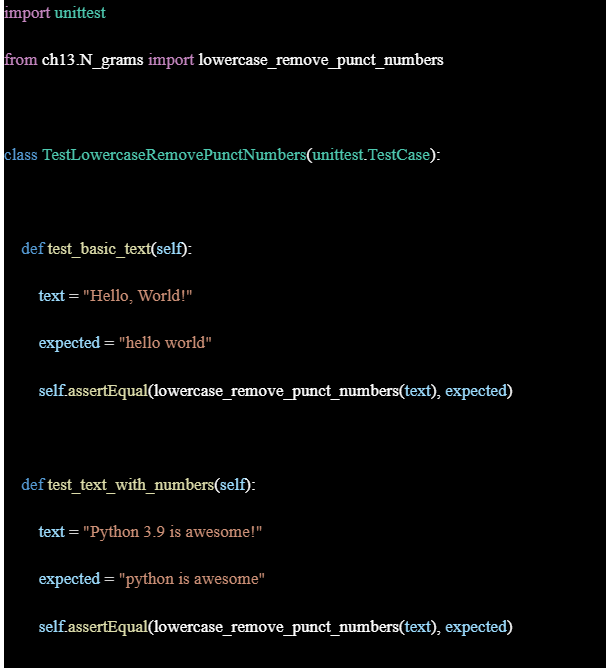 import unittest
from ch13.N_grams import lowercase_remove_punct_numbers
class TestLowercaseRemovePunctNumbers(unittest.TestCase):
def test_basic_text(self):
text = "Hello, World!"
expected = "hello world"
self.assertEqual(lowercase_remove_punct_numbers(text), expected)
def test_text_with_numbers(self):
text = "Python 3.9 is awesome!"
expected = "python is awesome"
self.assertEqual(lowercase_remove_punct_numbers(text), expected)